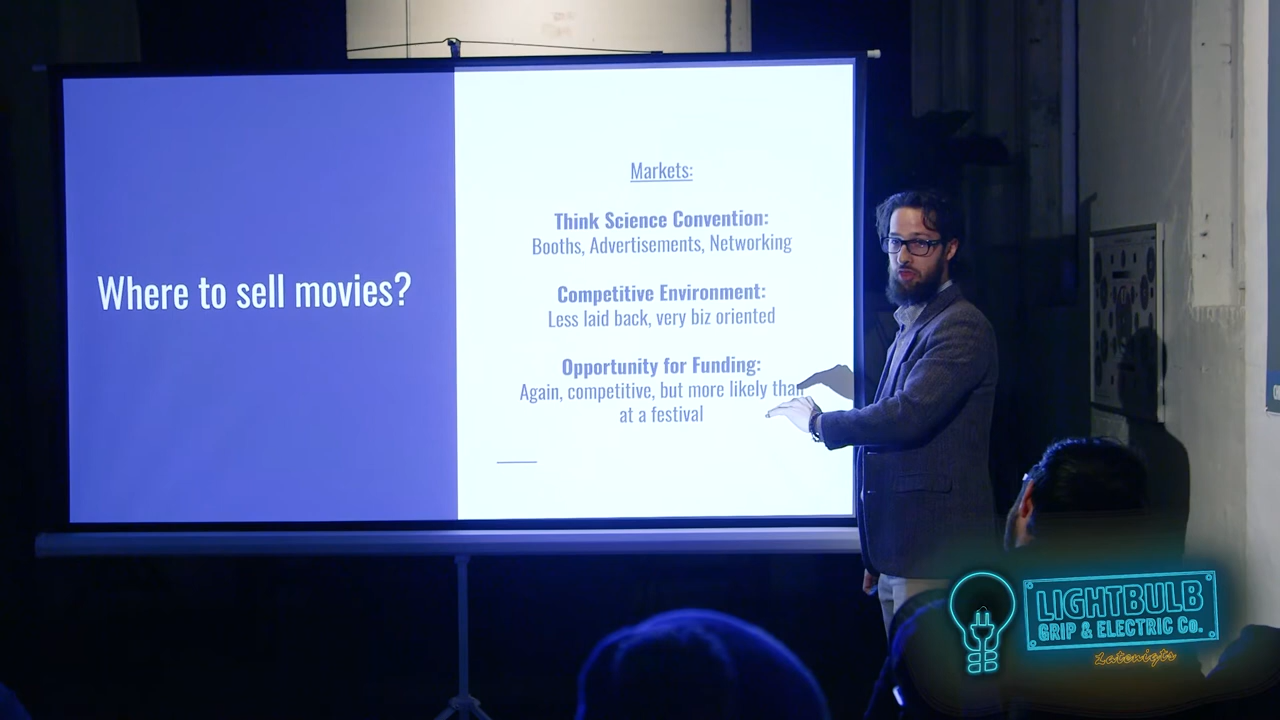 Where to sell movies?
Markets:
Think Science Convention:
Booths, Advertisements, Networking
Competitive Environment:
Less laid back, very biz oriented
Opportunity for Funding:
Again, competitive, but more likely than
at a festival
LIGHTBULB
GRIP & ELECTRIC Co.
Latenigts